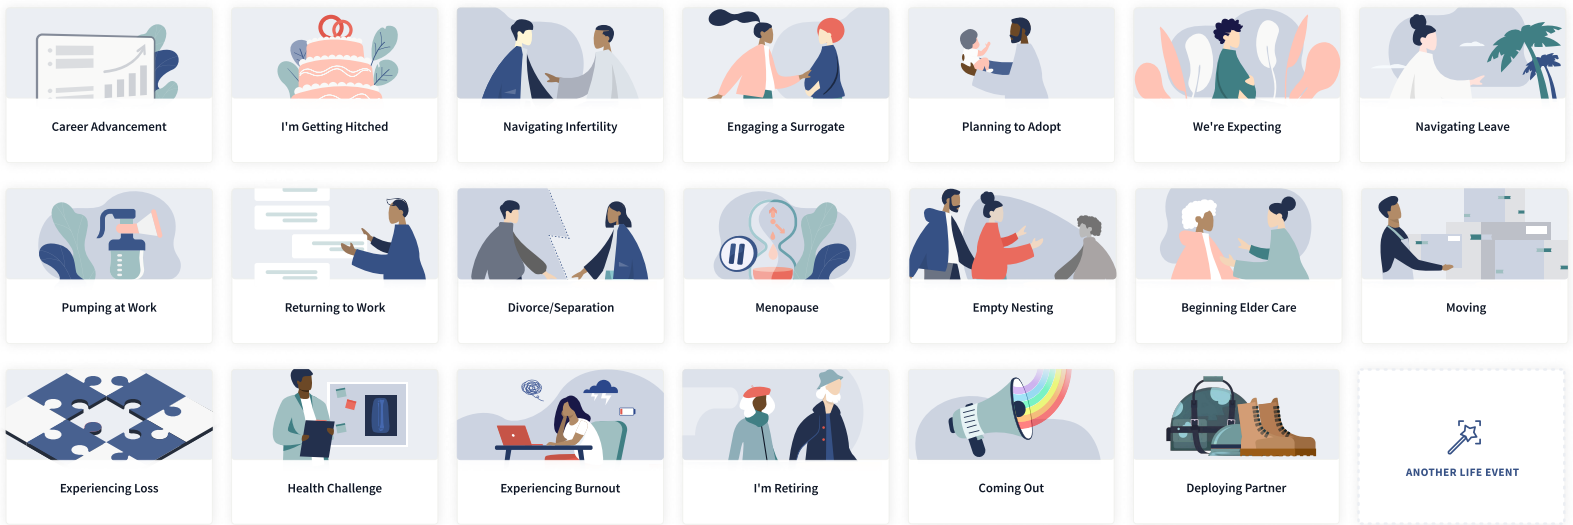 Career Advancement
I'm Getting Hitched
Navigating Infertility
Engaging a Surrogate
Planning to Adopt
We're Expecting
Navigating Leave
Pumping at Work
Returning to Work
Divorce/Separation
Menopause
Empty Nesting
Beginning Elder Care
Moving
Experiencing Loss
Health Challenge
Experiencing Burnout
I'm Retiring
Coming Out
Deploying Partner
ANOTHER LIFE EVENT